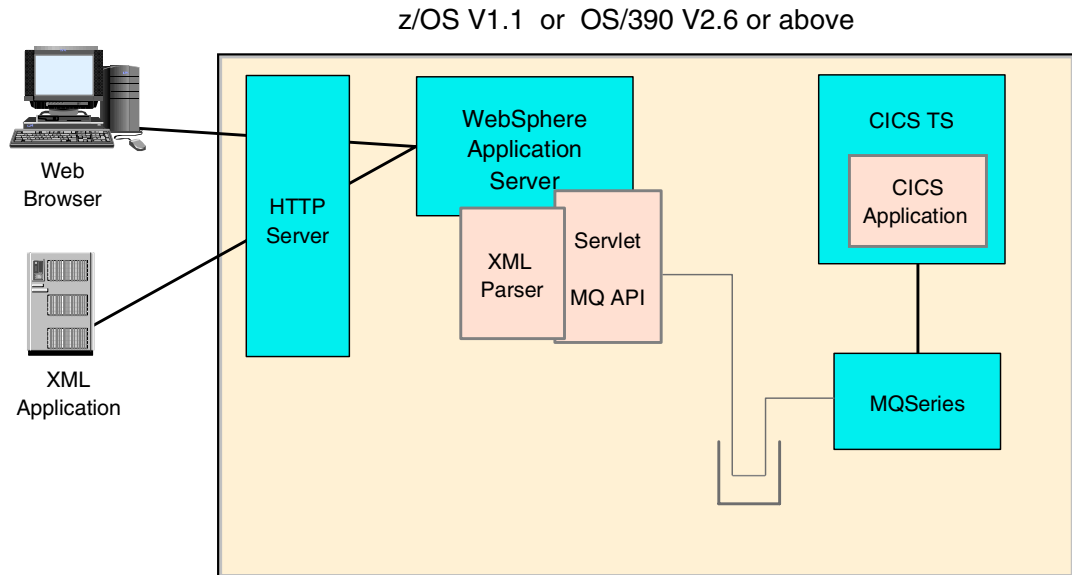 z/OS V1.1 or OS/390 V2.6 or above
Web
Browser
XML
Application
HTTP
Server
WebSphere
Application
Server
XML
Parser
Servlet
MQ API
CICS TS
CICS
Application
MQSeries